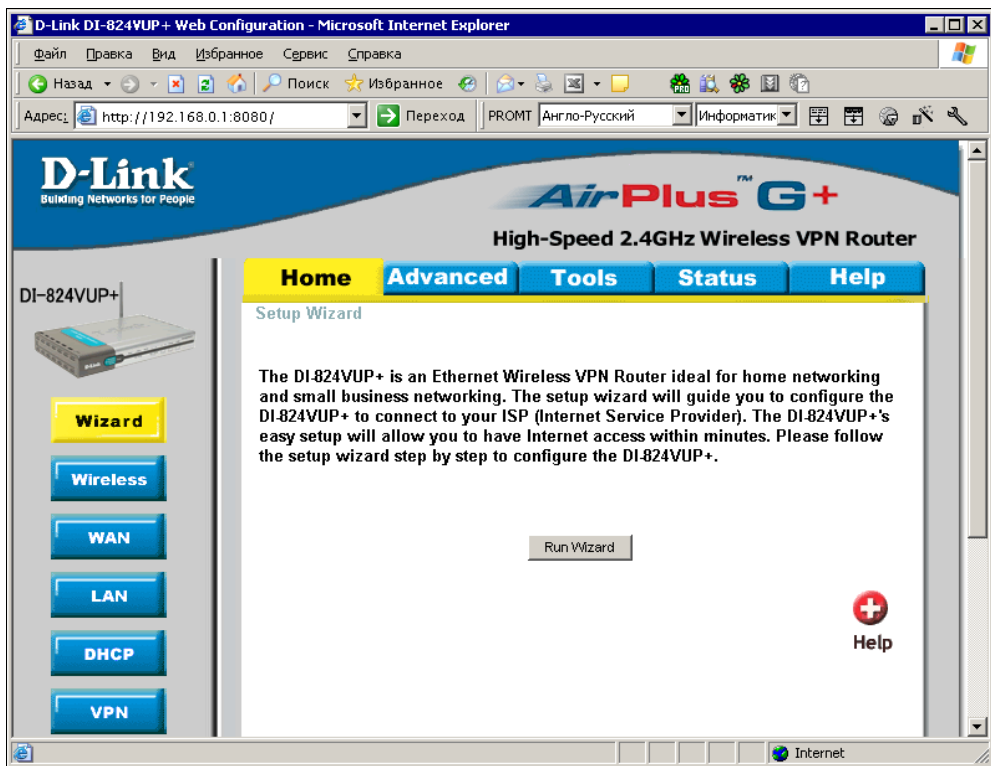 D-Link DI-824VUP+ Web Configuration - Microsoft Internet Explorer
Файл Правка Вид Избранное Сервис Справка
Назад Поиск Избранное
Адрес: http://192.168.0.1:8080/ Переход PROMT Англо-Русский Информатик
D-Link
Building Networks for People
AirPlus™G+
High-Speed 2.4GHz Wireless VPN Router
DI-824VUP+
Home Advanced Tools Status Help
Setup Wizard
The DI-824VUP+ is an Ethernet Wireless VPN Router ideal for home networking
and small business networking. The setup wizard will guide you to configure the
DI-824VUP+ to connect to your ISP (Internet Service Provider). The DI-824VUP+'s
easy setup will allow you to have Internet access within minutes. Please follow
the setup wizard step by step to configure the DI-824VUP+.
Wizard
Wireless
WAN
Run Wizard
LAN
Help
DHCP
VPN
Internet